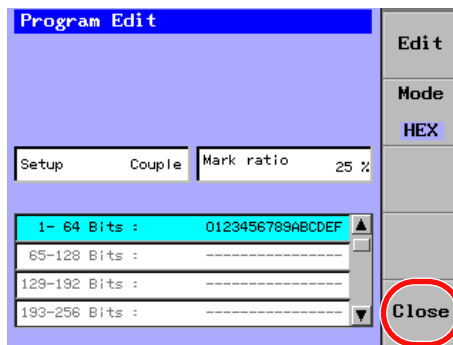 Program Edit
Edit
Mode
HEX
Setup Couple
Mark ratio 25 %
1- 64 Bits : 0123456789ABCDEF
65-128 Bits : ----------------
129-192 Bits : ----------------
193-256 Bits : ----------------
Close